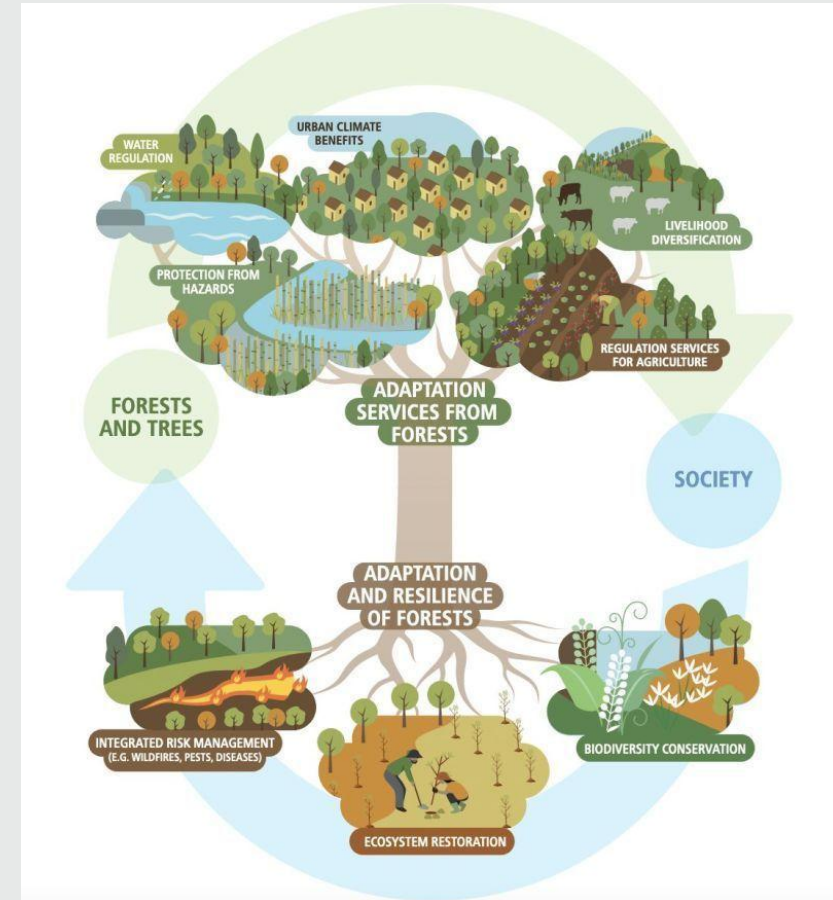 WATER
REGULATION
URBAN CLIMATE
BENEFITS
LIVELIHOOD
DIVERSIFICATION
PROTECTION FROM
HAZARDS
REGULATION SERVICES
FOR AGRICULTURE
ADAPTATION
SERVICES FROM
FORESTS
FORESTS
AND TREES
SOCIETY
ADAPTATION
AND RESILIENCE
OF FORESTS
INTEGRATED RISK MANAGEMENT
(E.G. WILDFIRES, PESTS, DISEASES)
BIODIVERSITY CONSERVATION
ECOSYSTEM RESTORATION